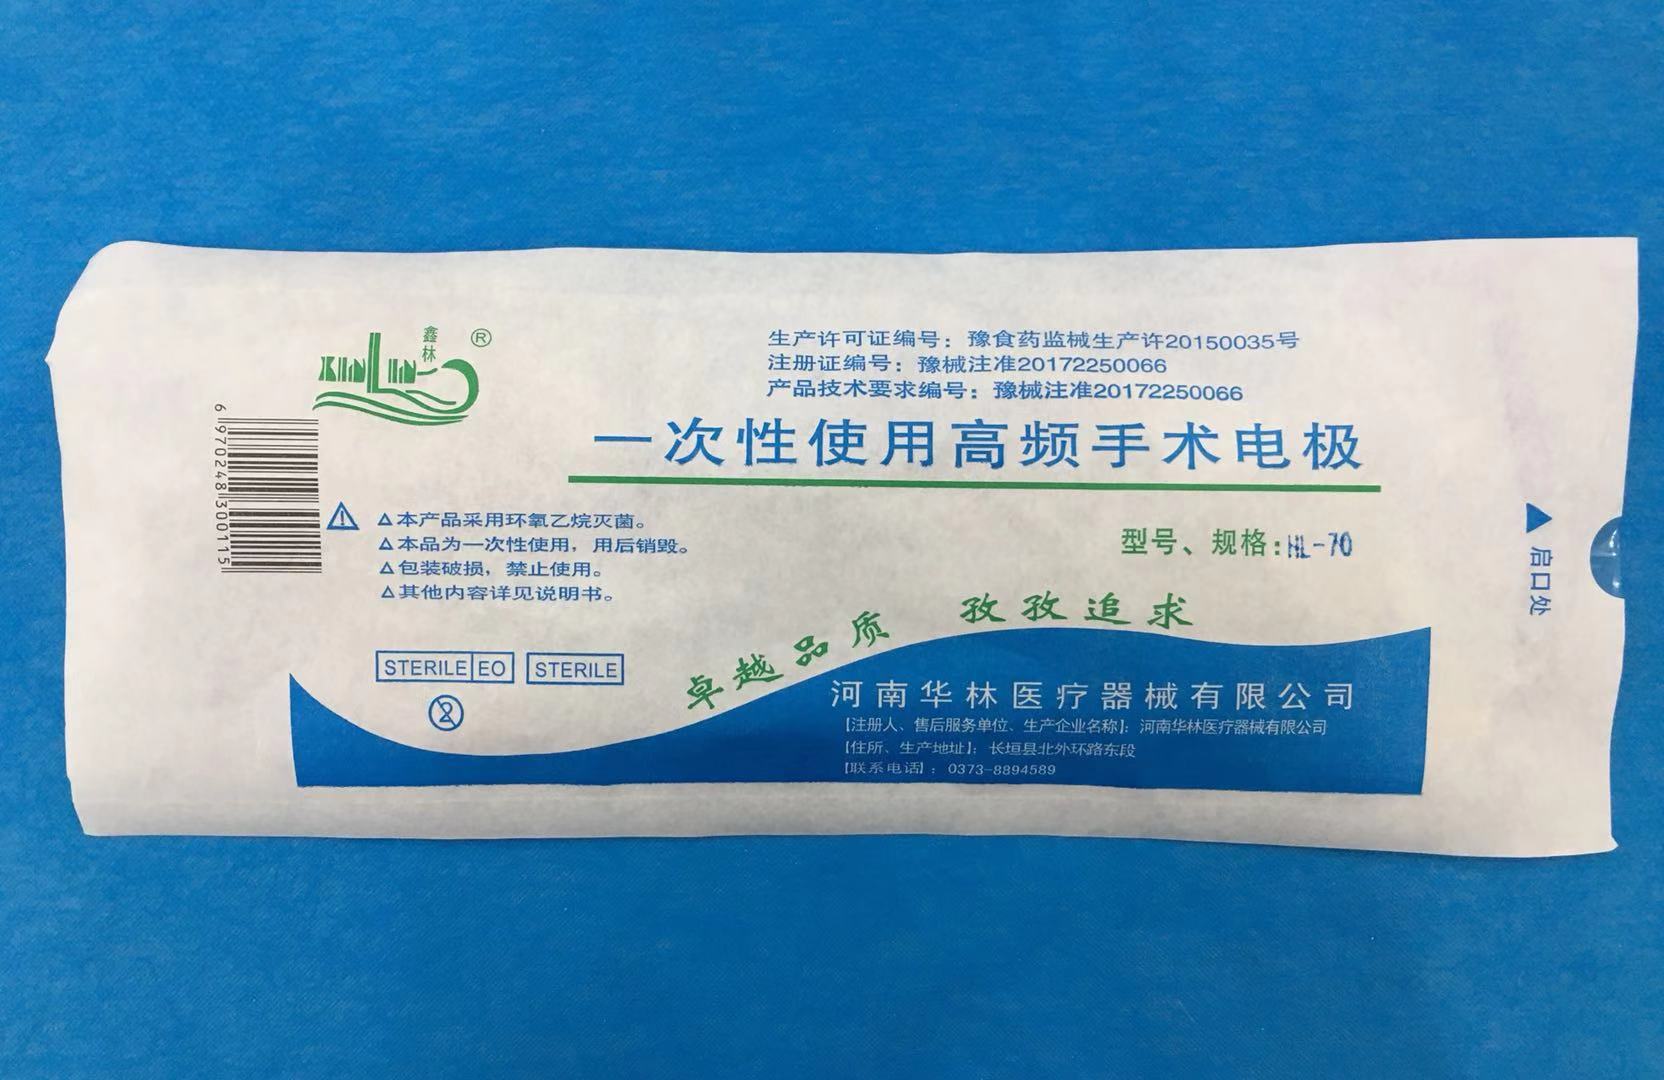 鑫林
XINLIN
®
生产许可证编号：豫食药监械生产许20150035号
注册证编号：豫械注准20172250066
产品技术要求编号：豫械注准20172250066
一次性使用高频手术电极
6970248300115
△本产品采用环氧乙烷灭菌。
△本品为一次性使用，用后销毁。
△包装破损，禁止使用。
△其他内容详见说明书。
型号、规格：HL-70
启口处
卓越品质 孜孜追求
STERILE EO STERILE
2
河南华林医疗器械有限公司
【注册人、售后服务单位、生产企业名称】：河南华林医疗器械有限公司
【住所、生产地址】：长垣县北外环路东段
【联系电话】：0373-8894589